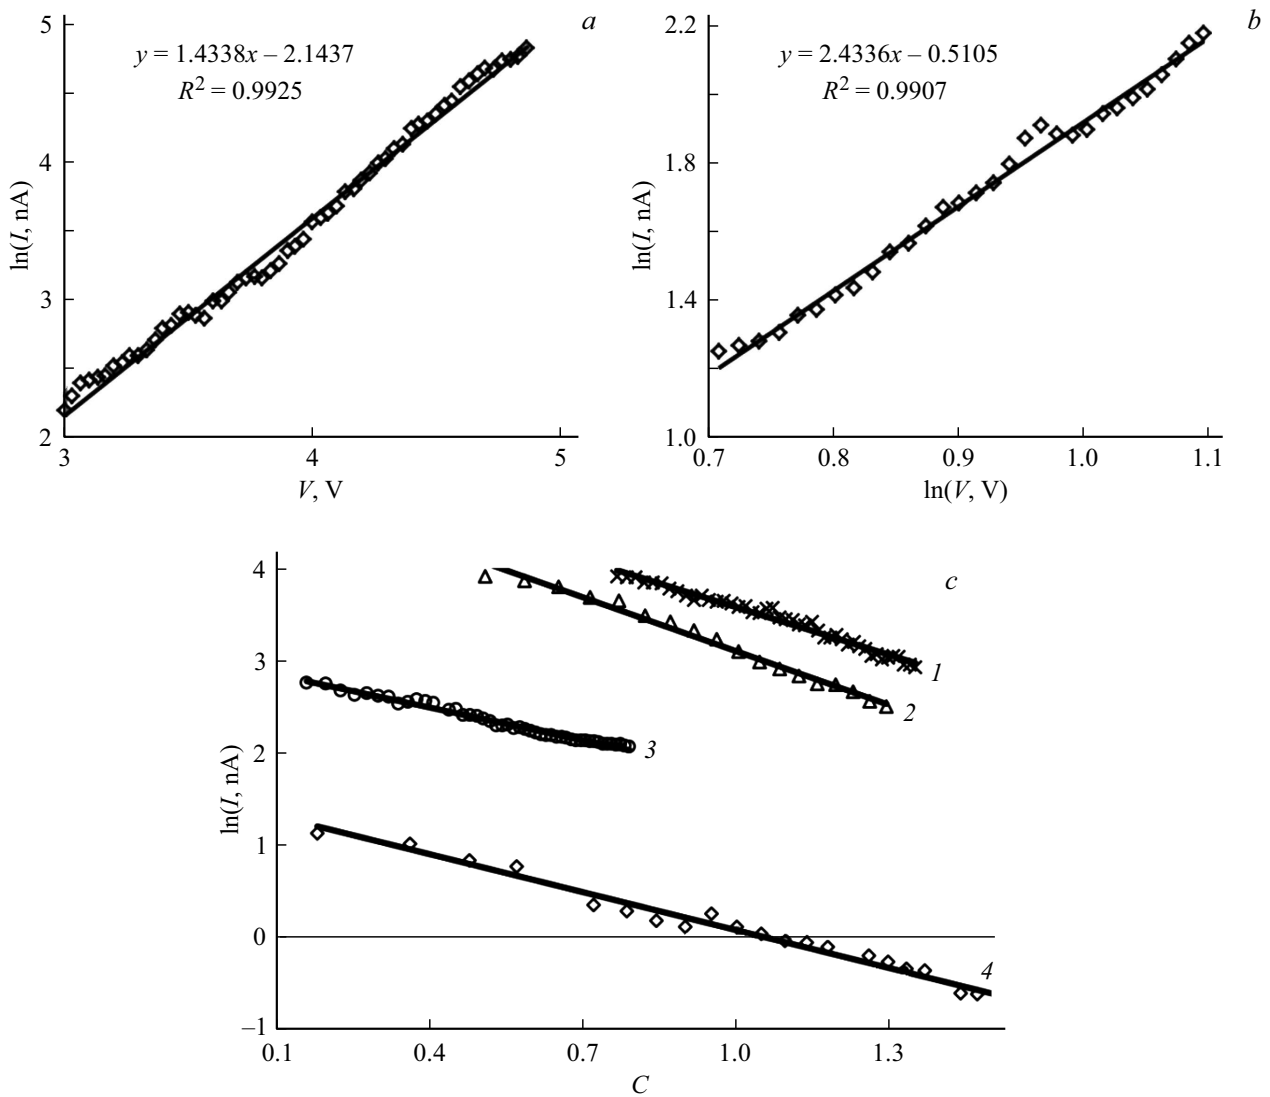 a
5
y = 1.4338x – 2.1437
R² = 0.9925
4
ln(I, nA)
3
2
3
4
5
V, V
b
2.2
y = 2.4336x – 0.5105
R² = 0.9907
1.8
ln(I, nA)
1.4
1.0
0.7
0.8
0.9
1.0
1.1
ln(V, V)
c
4
3
1
2
2
3
ln(I, nA)
1
0
4
–1
0.1
0.4
0.7
1.0
1.3
C